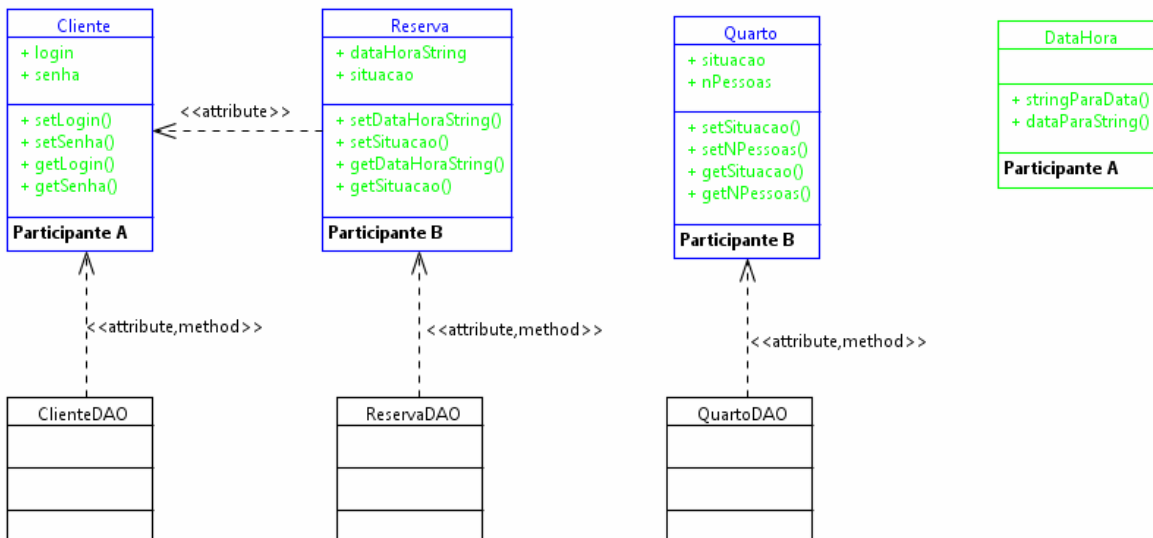 Cliente
+ login
+ senha
+ setLogin()
+ setSenha()
+ getLogin()
+ getSenha()
Participante A
<<attribute>>
Reserva
+ dataHoraString
+ situacao
+ setDataHoraString()
+ setSituacao()
+ getDataHoraString()
+ getSituacao()
Participante B
Quarto
+ situacao
+ nPessoas
+ setSituacao()
+ setNPessoas()
+ getSituacao()
+ getNPessoas()
Participante B
DataHora
+ stringParaData()
+ dataParaString()
Participante A
<<attribute,method>>
<<attribute,method>>
<<attribute,method>>
ClienteDAO
ReservaDAO
QuartoDAO